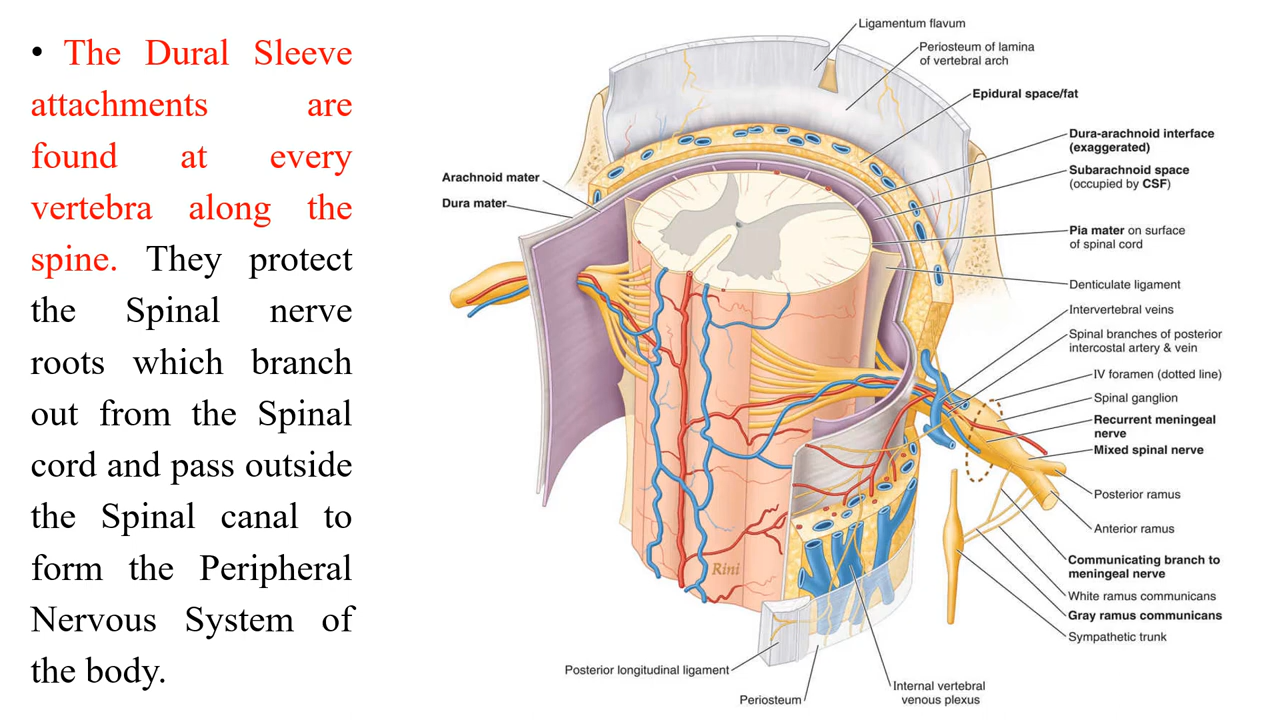 • The Dural Sleeve
attachments are
found at every
vertebra along the
spine. They protect
the Spinal nerve
roots which branch
out from the Spinal
cord and pass outside
the Spinal canal to
form the Peripheral
Nervous System of
the body.
Ligamentum flavum
Periosteum of lamina
of vertebral arch
Epidural space/fat
Dura-arachnoid interface
(exaggerated)
Subarachnoid space
(occupied by CSF)
Arachnoid mater
Dura mater
Pia mater on surface
of spinal cord
Denticulate ligament
Intervertebral veins
Spinal branches of posterior
intercostal artery & vein
IV foramen (dotted line)
Spinal ganglion
Recurrent meningeal
nerve
Mixed spinal nerve
Posterior ramus
Anterior ramus
Communicating branch to
meningeal nerve
White ramus communicans
Gray ramus communicans
Sympathetic trunk
Rini
Posterior longitudinal ligament
Periosteum
Internal vertebral
venous plexus